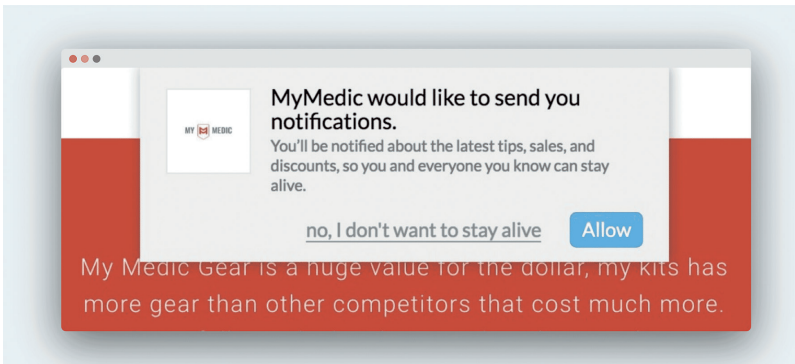 MyMedic would like to send you
notifications.
MY MEDIC
You'll be notified about the latest tips, sales, and
discounts, so you and everyone you know can stay
alive.
no, I don't want to stay alive
Allow
My Medic Gear is a huge value for the dollar, my kits has
more gear than other competitors that cost much more.